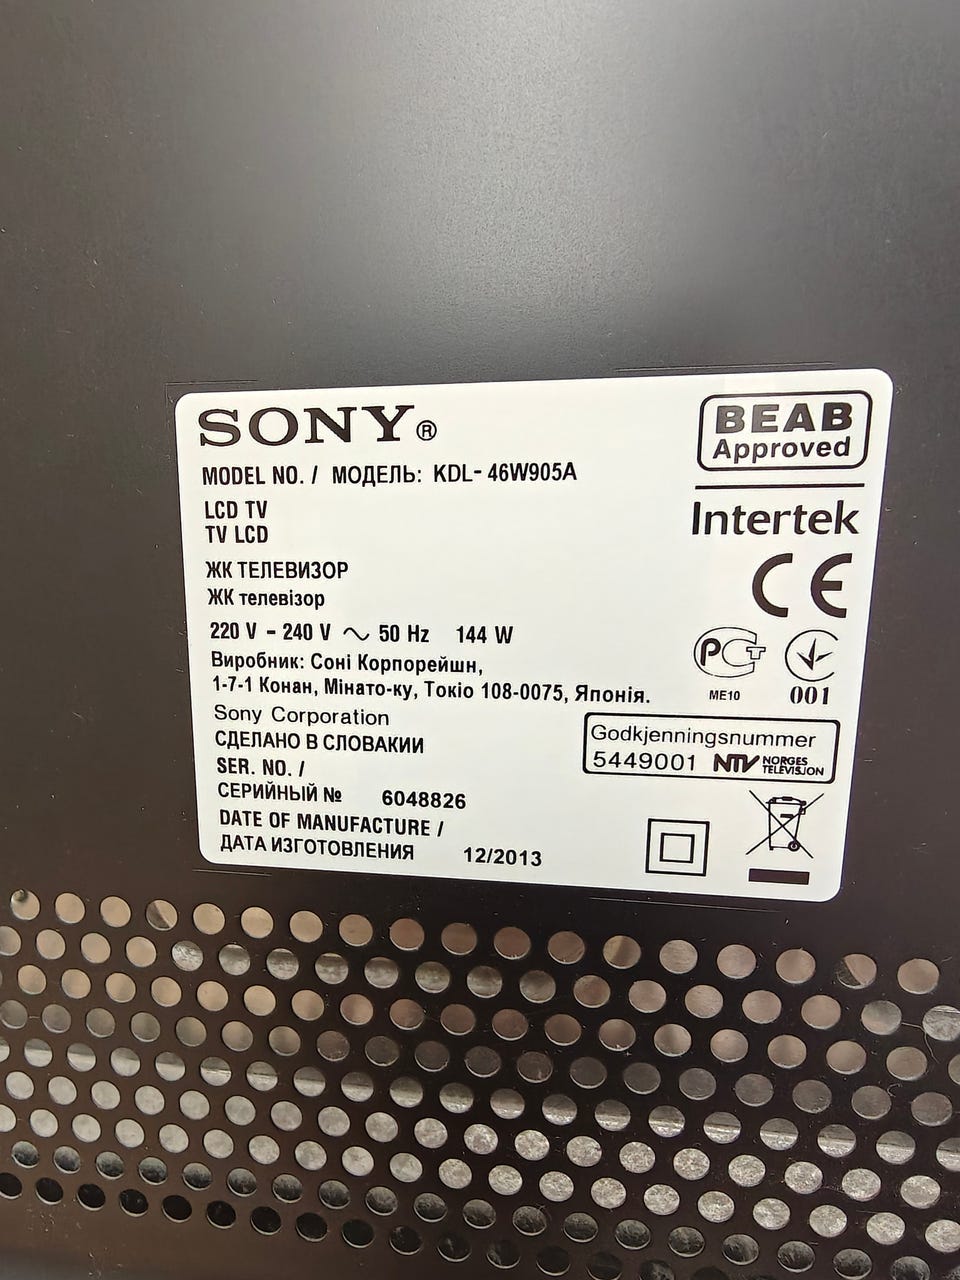 SONY®
BEAB
Approved
MODEL NO. / МОДЕЛЬ: KDL- 46W905A
Intertek
LCD TV
TV LCD
CE
ЖК ТЕЛЕВИЗОР
ЖК телевізор
220 V - 240 V ~ 50 Hz 144 W
РСТ
ME10
001
Виробник: Соні Корпорейшн,
1-7-1 Конан, Мінато-ку, Токіо 108-0075, Японія.
Sony Corporation
СДЕЛАНО В СЛОВАКИИ
Godkjenningsnummer
5449001 NTV NORGES
TELEVISJON
SER. NO. /
СЕРИЙНЫЙ № 6048826
DATE OF MANUFACTURE /
ДАТА ИЗГОТОВЛЕНИЯ 12/2013